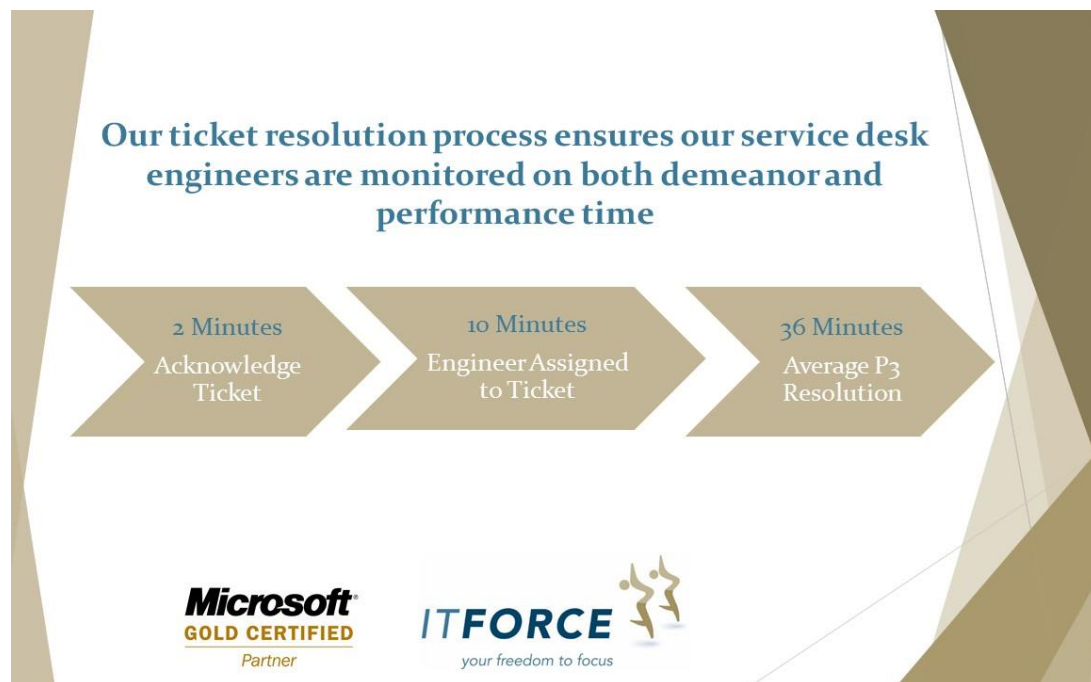 Our ticket resolution process ensures our service desk
engineers are monitored on both demeanor and
performance time
2 Minutes
Acknowledge
Ticket
10 Minutes
Engineer Assigned
to Ticket
36 Minutes
Average P3
Resolution
Microsoft®
GOLD CERTIFIED
Partner
ITFORCE
your freedom to focus